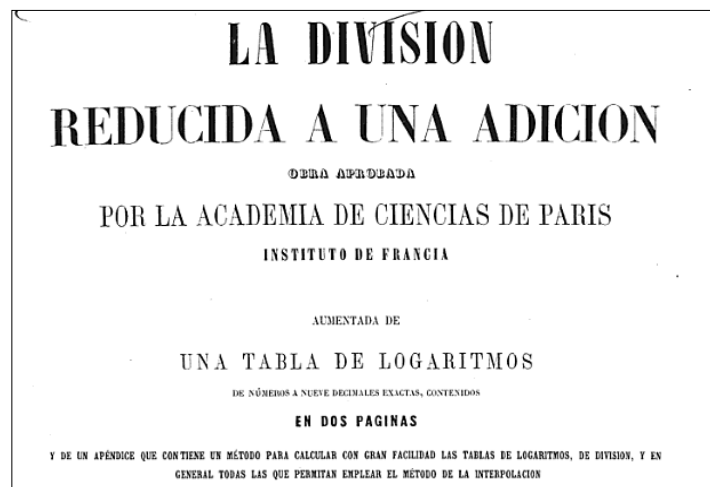 LA DIVISION
REDUCIDA A UNA ADICION
OBRA APROBADA
POR LA ACADEMIA DE CIENCIAS DE PARIS
INSTITUTO DE FRANCIA
AUMENTADA DE
UNA TABLA DE LOGARITMOS
DE NÚMEROS A NUEVE DECIMALES EXACTAS, CONTENIDOS
EN DOS PAGINAS
Y DE UN APÉNDICE QUE CONTIENE UN MÉTODO PARA CALCULAR CON GRAN FACILIDAD LAS TABLAS DE LOGARITMOS, DE DIVISION, Y EN
GENERAL TODAS LAS QUE PERMITAN EMPLEAR EL MÉTODO DE LA INTERPOLACION